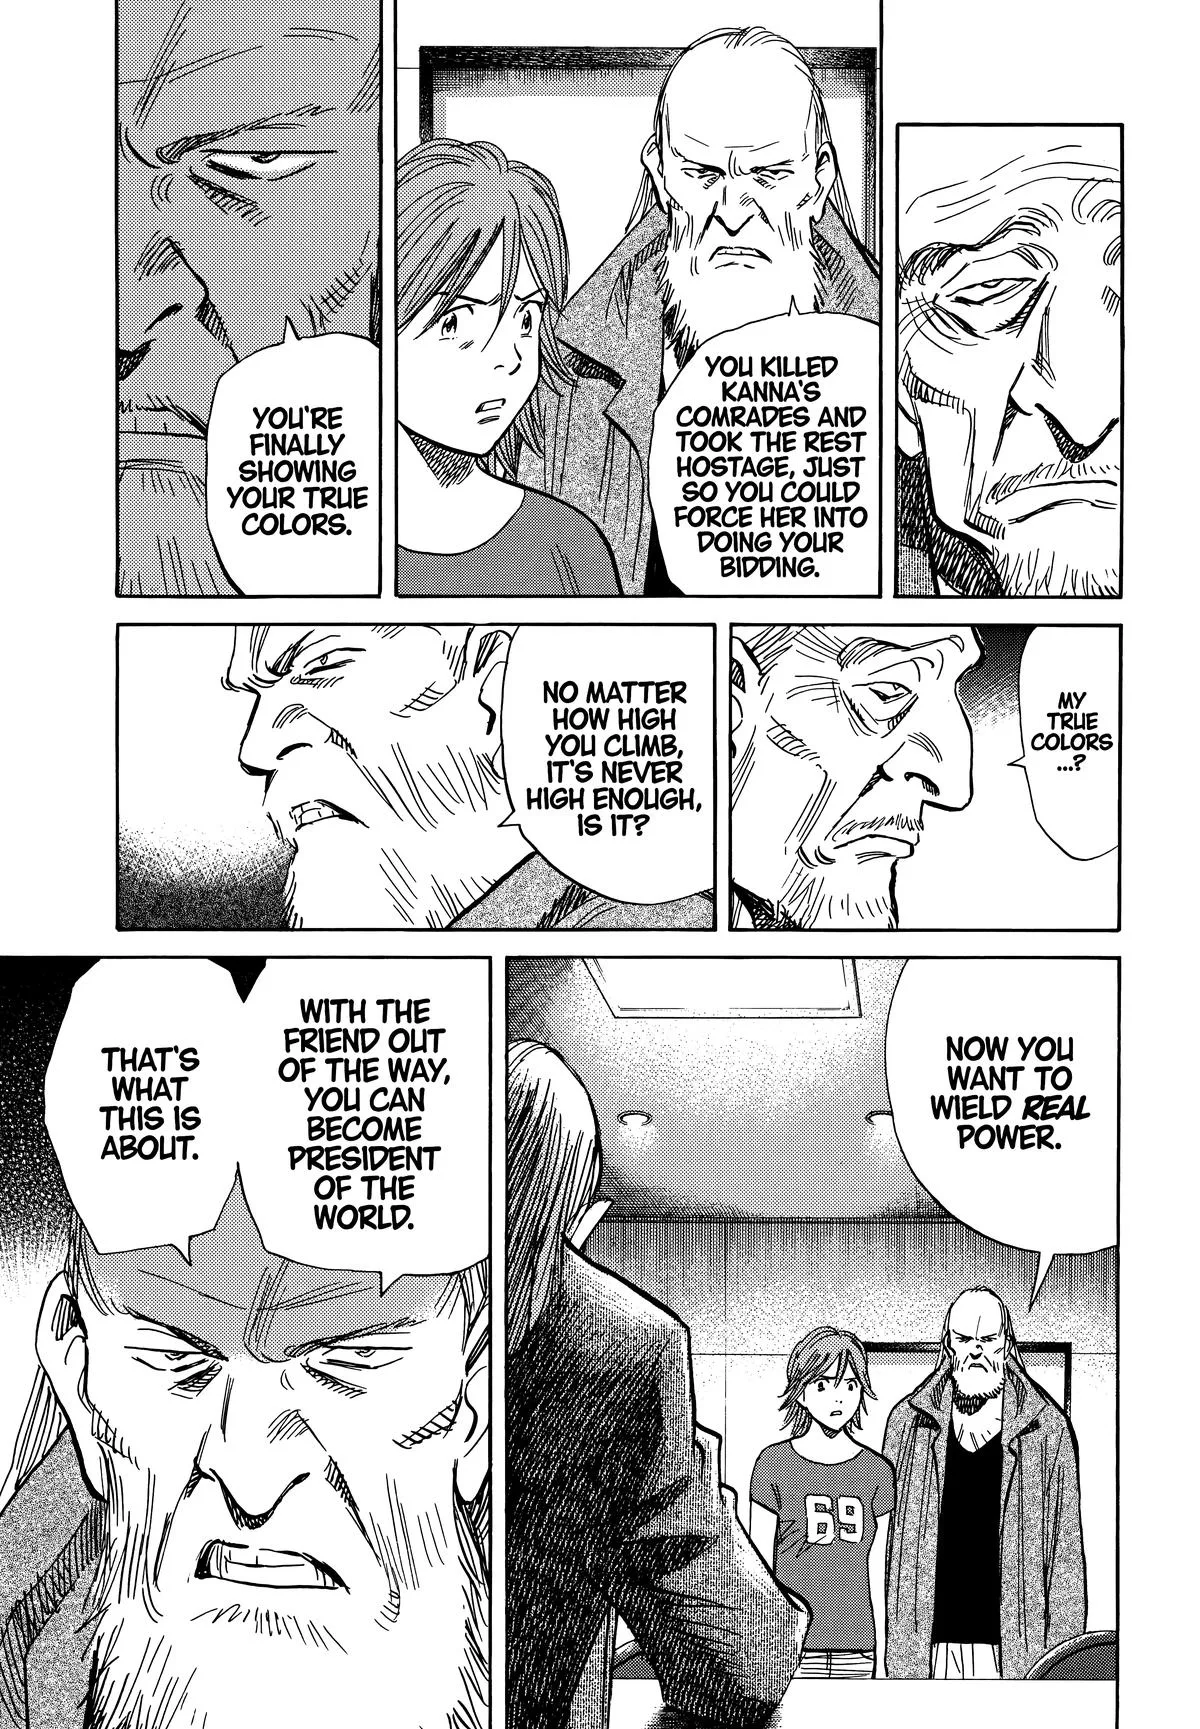 YOU KILLED
KANNA'S
COMRADES AND
TOOK THE REST
HOSTAGE, JUST
SO YOU COULD
FORCE HER INTO
DOING YOUR
BIDDING.
YOU'RE
FINALLY
SHOWING
YOUR TRUE
COLORS.
MY
TRUE
COLORS
...?
NO MATTER
HOW HIGH
YOU CLIMB,
IT'S NEVER
HIGH ENOUGH,
IS IT?
NOW YOU
WANT TO
WIELD REAL
POWER.
69
WITH THE
FRIEND OUT
OF THE WAY,
YOU CAN
BECOME
PRESIDENT
OF THE
WORLD.
THAT'S
WHAT
THIS IS
ABOUT.